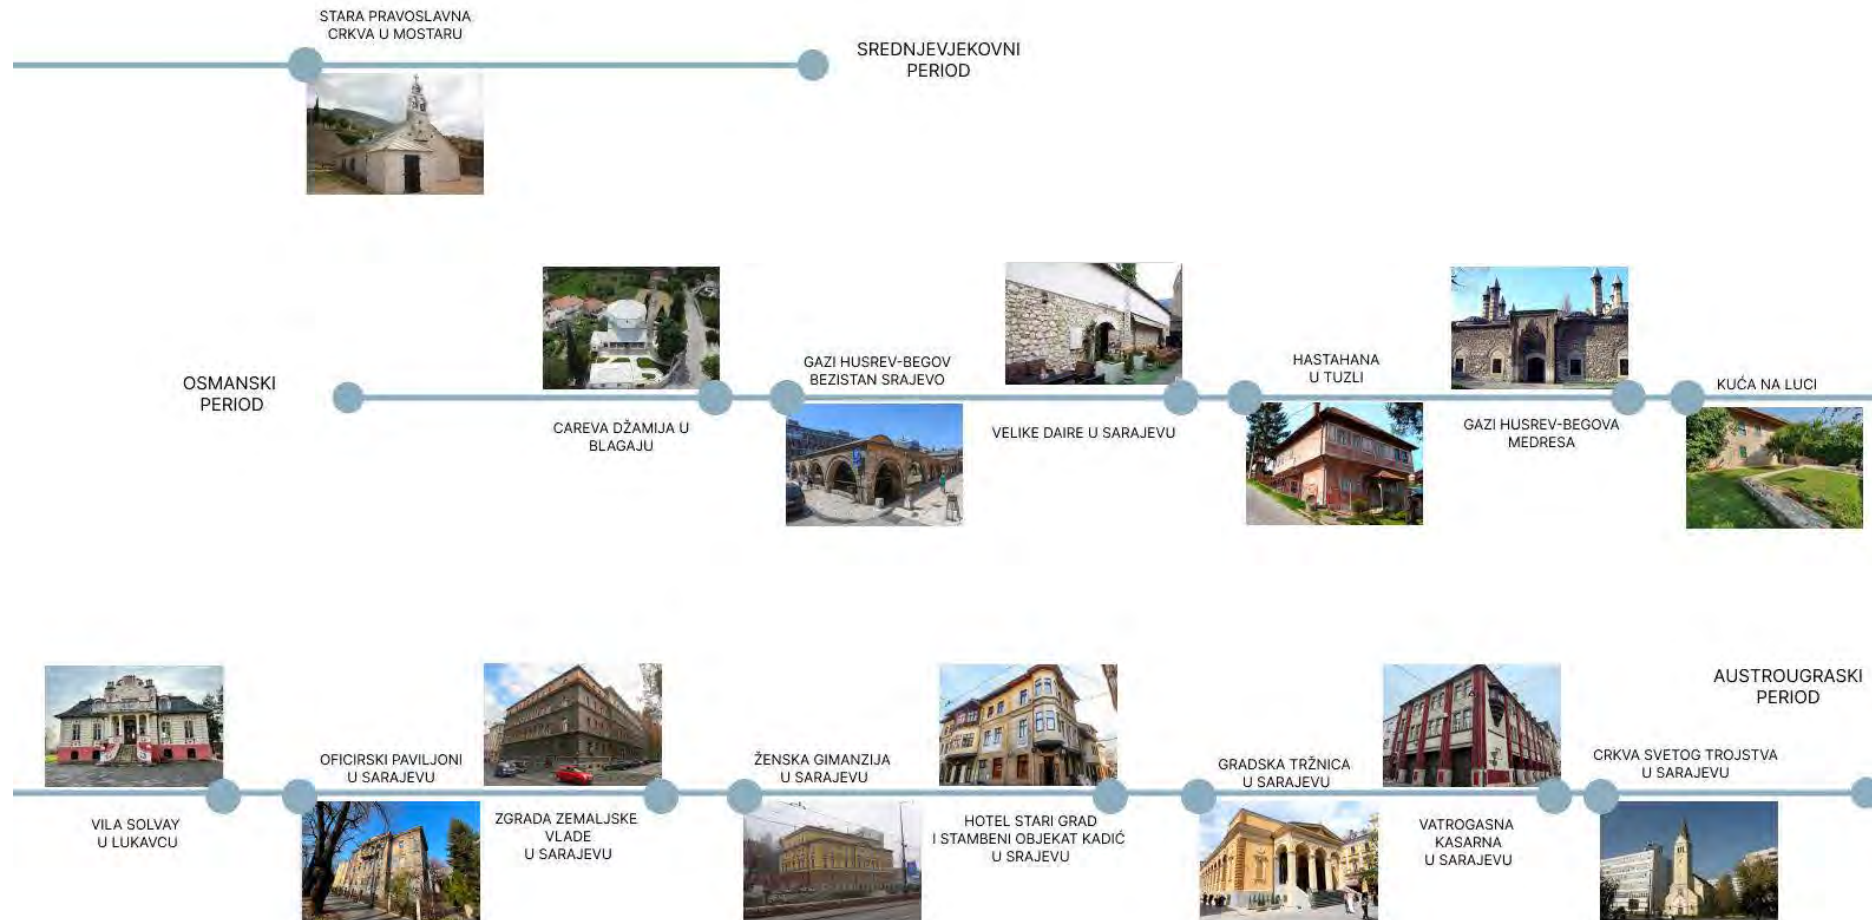 STARA PRAVOSLAVNA
CRKVA U MOSTARU
SREDNJEVJEKOVNI
PERIOD
OSMANSKI
PERIOD
CAREVA DŽAMIJA U
BLAGAJU
GAZI HUSREV-BEGOV
BEZISTAN SRAJEVO
VELIKE DAIRE U SARAJEVU
HASTAHANA
U TUZLI
GAZI HUSREV-BEGOVA
MEDRESA
KUĆA NA LUCI
VILA SOLVAY
U LUKAVCU
OFICIRSKI PAVILJONI
U SARAJEVU
ZGRADA ZEMALJSKE
VLADE
U SARAJEVU
ŽENSKA GIMANZIJA
U SARAJEVU
HOTEL STARI GRAD
I STAMBENI OBJEKAT KADIĆ
U SRAJEVU
GRADSKA TRŽNICA
U SARAJEVU
VATROGASNA
KASARNA
U SARAJEVU
CRKVA SVETOG TROJSTVA
U SARAJEVU
AUSTROUGRASKI
PERIOD